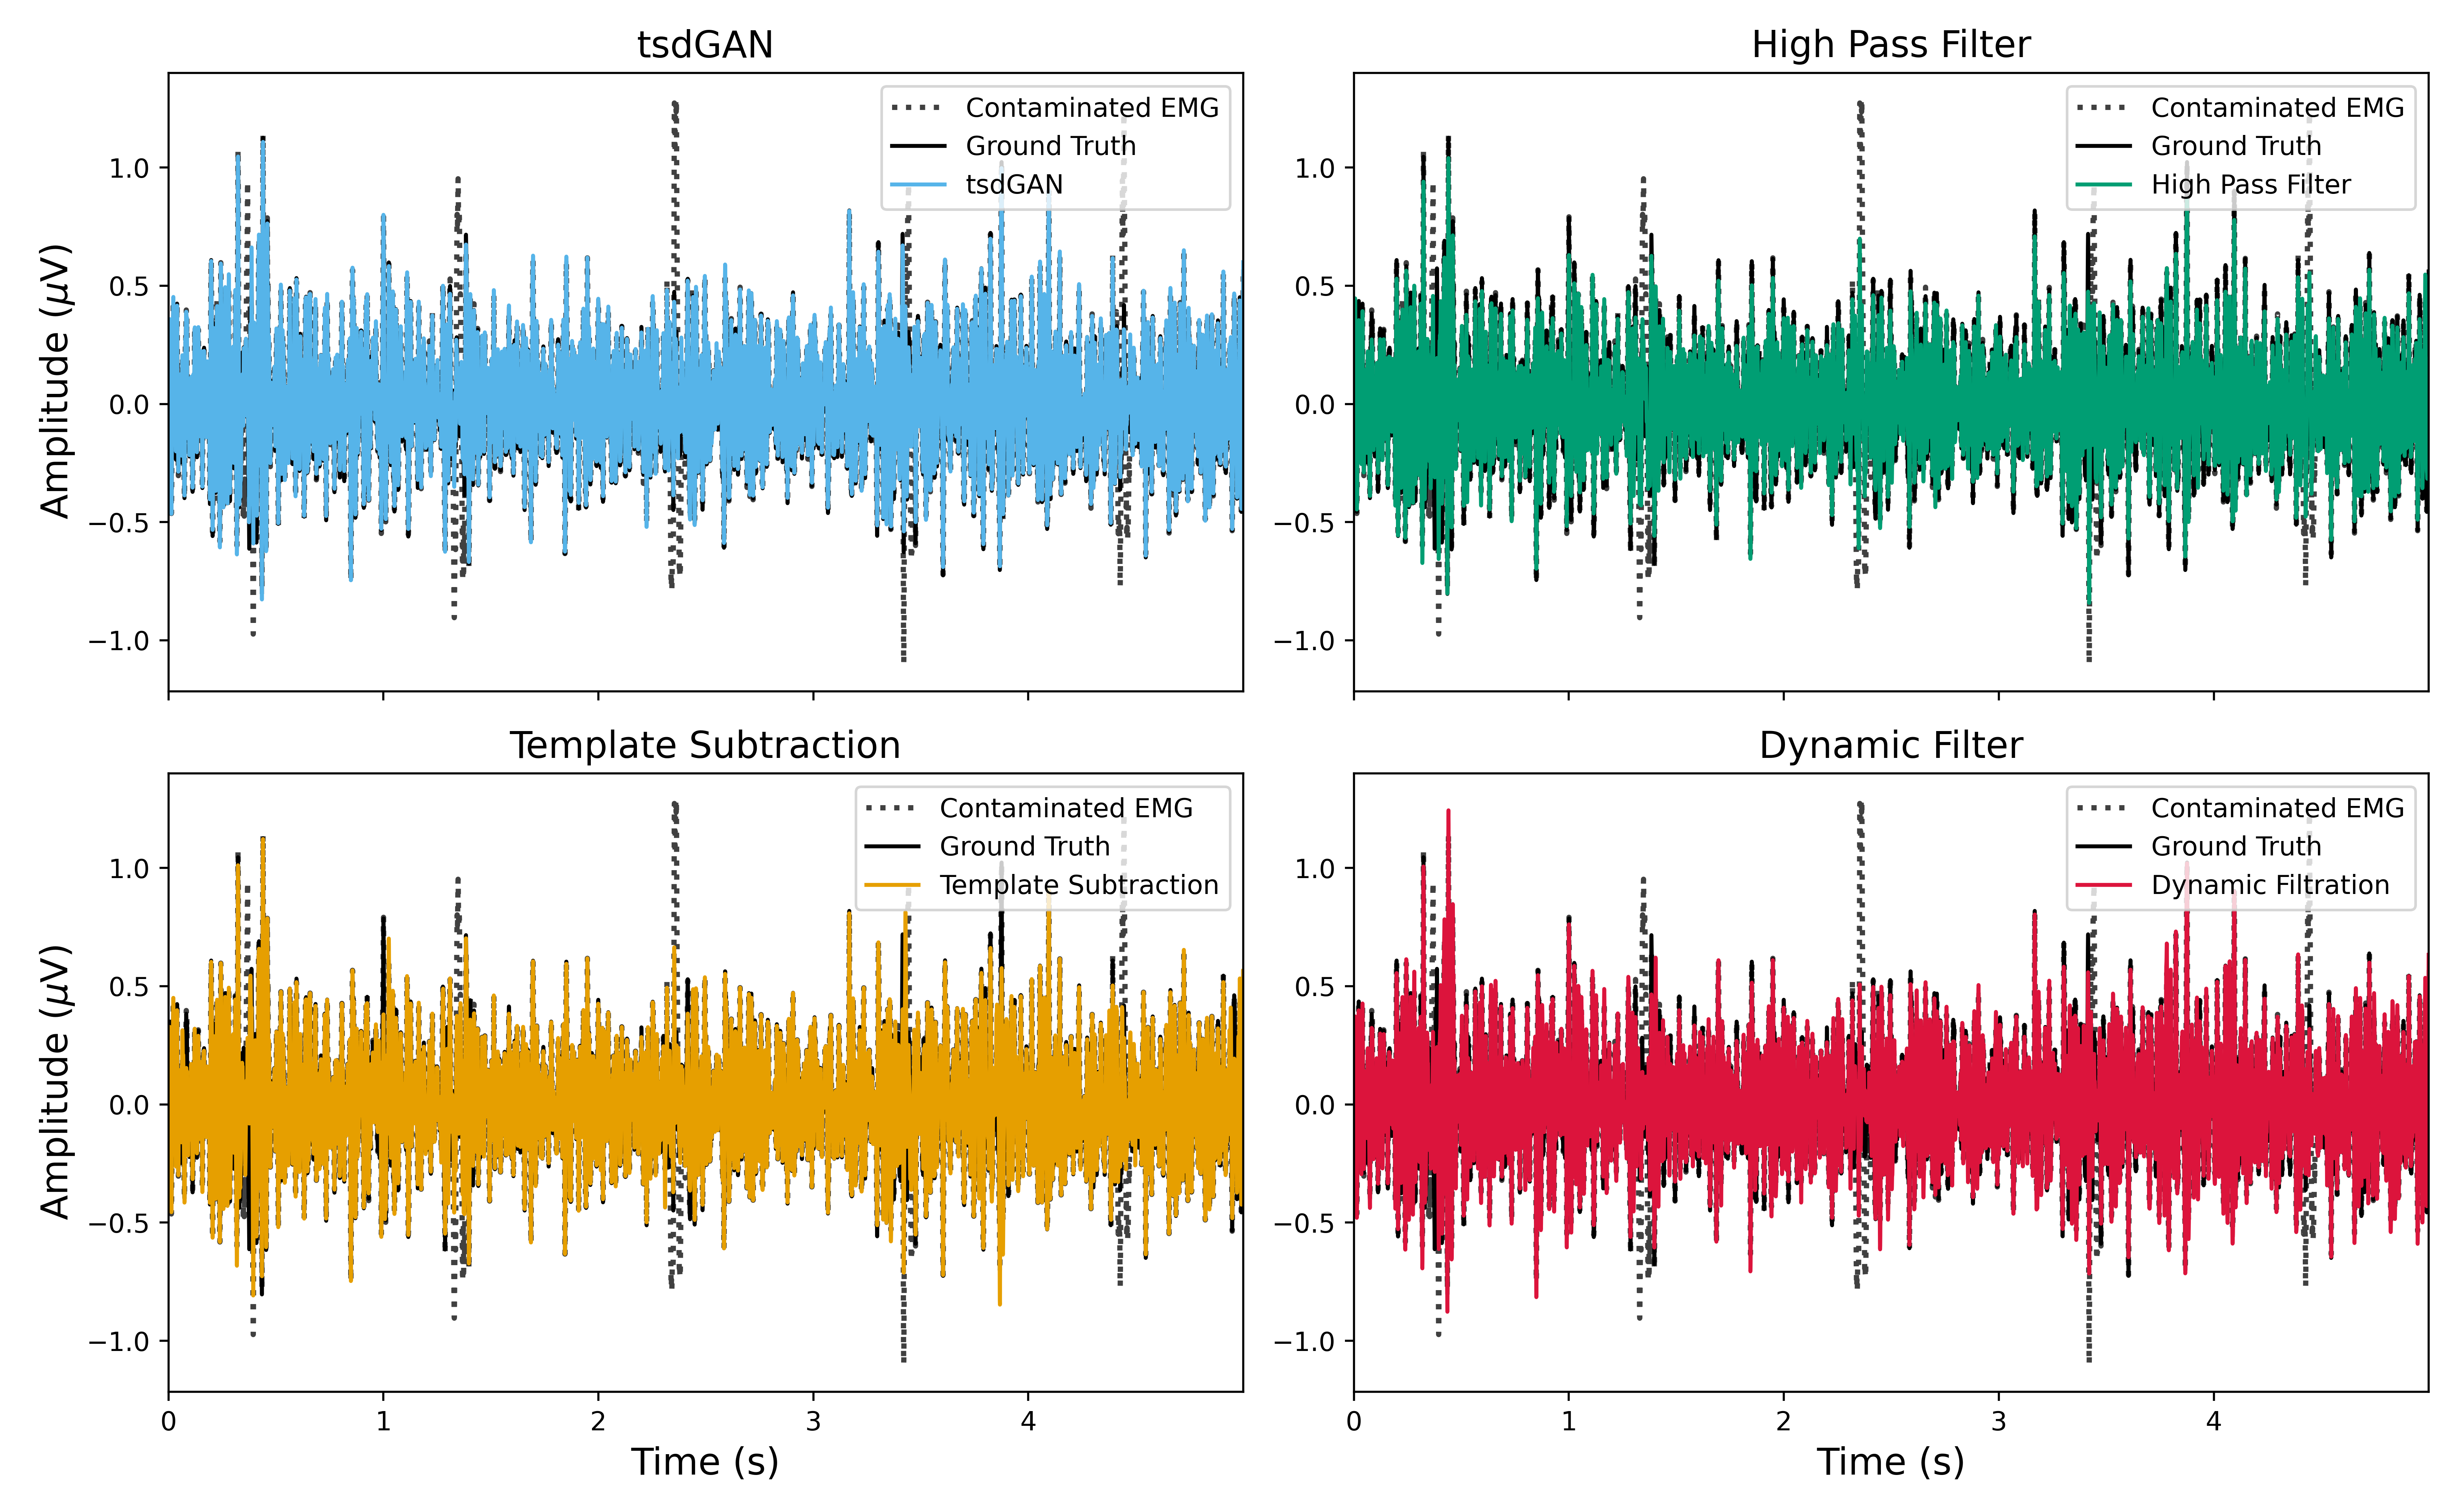 tsdGAN
Contaminated EMG
Ground Truth
tsdGAN
1.0
0.5
0.0
−0.5
−1.0
Amplitude (μV)
High Pass Filter
Contaminated EMG
Ground Truth
High Pass Filter
1.0
0.5
0.0
−0.5
−1.0
Template Subtraction
Contaminated EMG
Ground Truth
Template Subtraction
1.0
0.5
0.0
−0.5
−1.0
Amplitude (μV)
0 1 2 3 4
Time (s)
Dynamic Filter
Contaminated EMG
Ground Truth
Dynamic Filtration
1.0
0.5
0.0
−0.5
−1.0
0 1 2 3 4
Time (s)